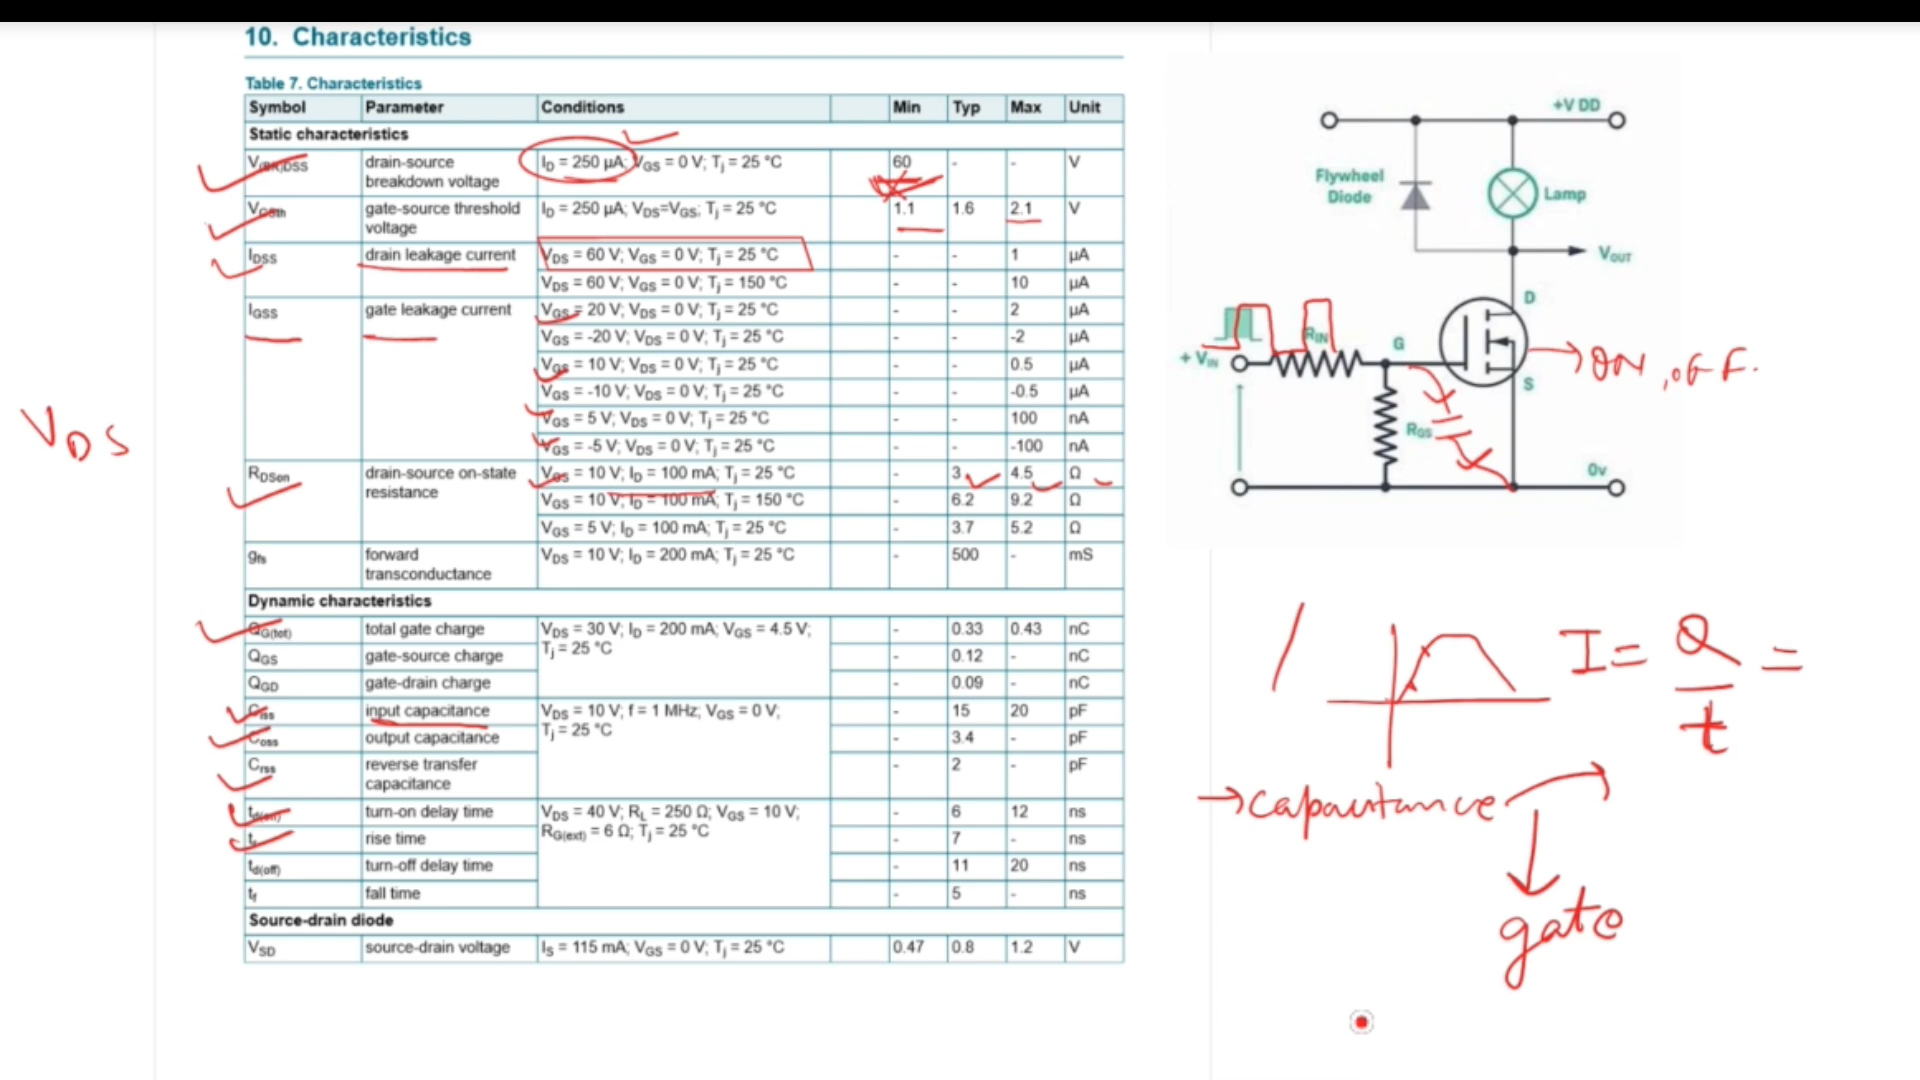 10. Characteristics
Table 7. Characteristics
Symbol Parameter Conditions Min Typ Max Unit
Static characteristics
V(BR)DSS drain-source breakdown voltage ID = 250 µA; VGS = 0 V; Tj = 25 °C 60 - - V
VGSth gate-source threshold voltage ID = 250 µA; VDS=VGS; Tj = 25 °C 1.1 1.6 2.1 V
IDSS drain leakage current VDS = 60 V; VGS = 0 V; Tj = 25 °C - - 1 µA
VDS = 60 V; VGS = 0 V; Tj = 150 °C - - 10 µA
IGSS gate leakage current VGS = 20 V; VDS = 0 V; Tj = 25 °C - - 2 µA
VGS = -20 V; VDS = 0 V; Tj = 25 °C - - -2 µA
VGS = 10 V; VDS = 0 V; Tj = 25 °C - - 0.5 µA
VGS = -10 V; VDS = 0 V; Tj = 25 °C - - -0.5 µA
VGS = 5 V; VDS = 0 V; Tj = 25 °C - - 100 nA
VGS = -5 V; VDS = 0 V; Tj = 25 °C - - -100 nA
RDSon drain-source on-state resistance VGS = 10 V; ID = 100 mA; Tj = 25 °C - 3 4.5 Ω
VGS = 10 V; ID = 100 mA; Tj = 150 °C - 6.2 9.2 Ω
VGS = 5 V; ID = 100 mA; Tj = 25 °C - 3.7 5.2 Ω
gfs forward transconductance VDS = 10 V; ID = 200 mA; Tj = 25 °C - 500 - mS
Dynamic characteristics
QG(tot) total gate charge VDS = 30 V; ID = 200 mA; VGS = 4.5 V; Tj = 25 °C - 0.33 0.43 nC
QGS gate-source charge - 0.12 - nC
QGD gate-drain charge - 0.09 - nC
Ciss input capacitance VDS = 10 V; f = 1 MHz; VGS = 0 V; Tj = 25 °C - 15 20 pF
Coss output capacitance - 3.4 - pF
Crss reverse transfer capacitance - 2 - pF
td(on) turn-on delay time VDS = 40 V; RL = 250 Ω; VGS = 10 V; RG(ext) = 6 Ω; Tj = 25 °C - 6 12 ns
tr rise time - 7 - ns
td(off) turn-off delay time - 11 20 ns
tf fall time - 5 - ns
Source-drain diode
VSD source-drain voltage IS = 115 mA; VGS = 0 V; Tj = 25 °C 0.47 0.8 1.2 V
VDS
+V DD
Flywheel
Diode
Lamp
VOUT
D
RIN
G
+ VIN
S
ON, OFF.
RGS
0v
I = Q/t =
→capacitance
gate